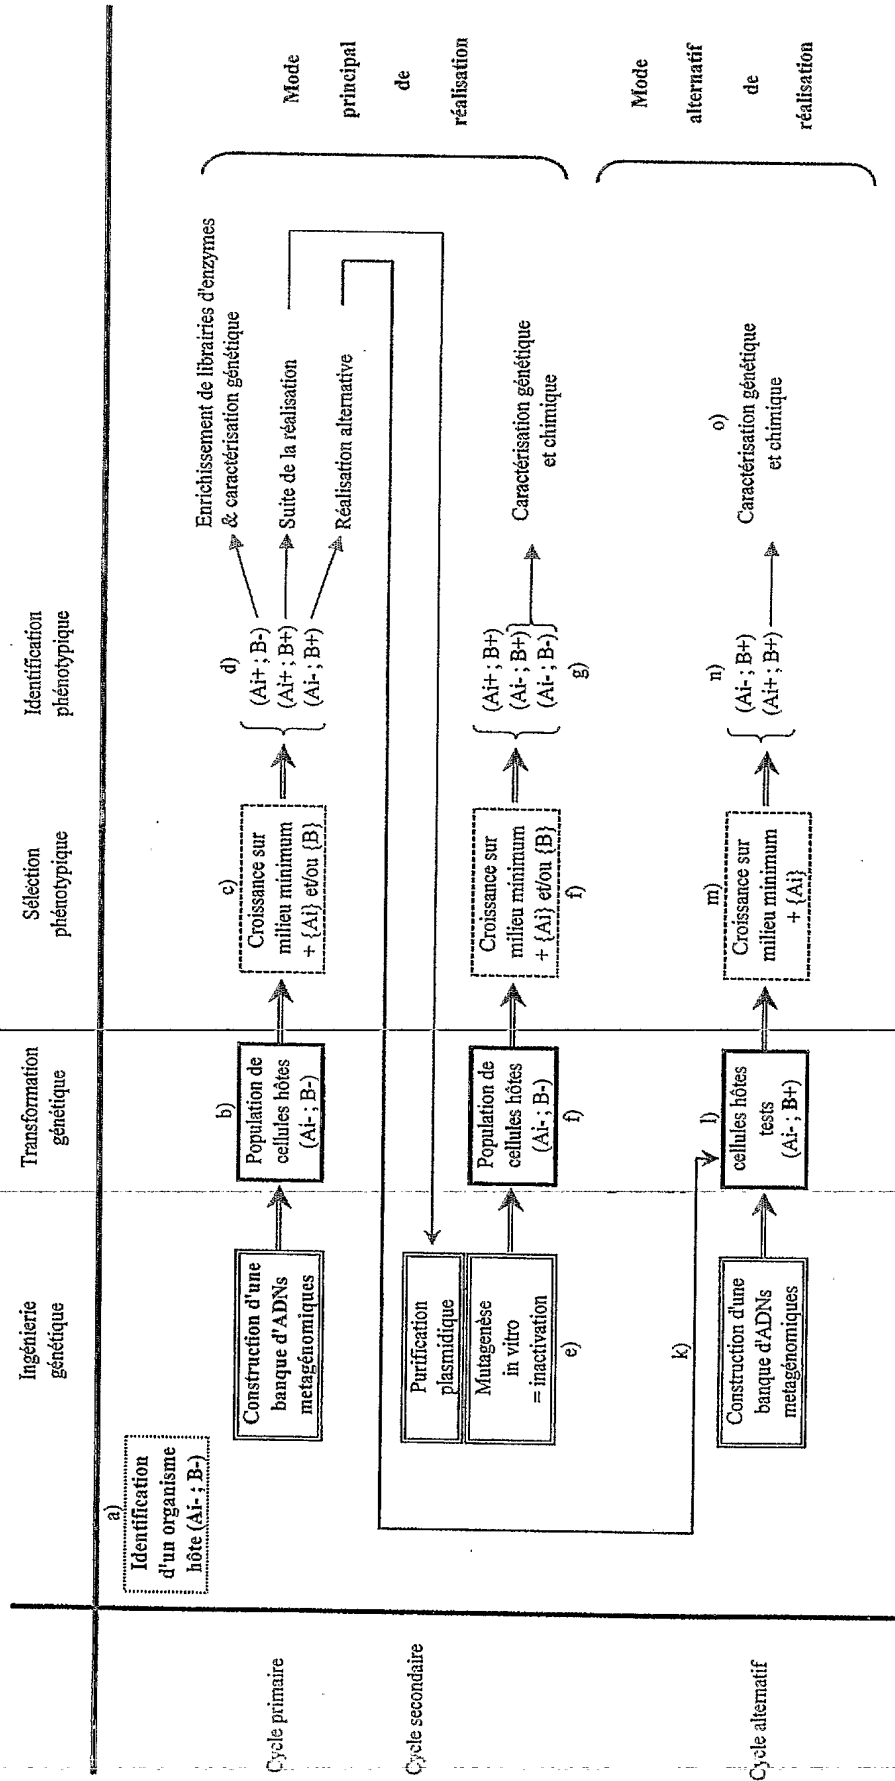 Ingénierie
génétique
Transformation
génétique
Sélection
phénotypique
Identification
phénotypique
Cycle primaire
a)
Identification
d'un organisme
hôte (Ai- ; B-)
Construction d'une
banque d'ADNs
metagénomiques
b)
Population de
cellules hôtes
(Ai- ; B-)
c)
Croissance sur
milieu minimum
+ {Ai} et/ou {B}
d)
(Ai+ ; B-)
(Ai+ ; B+)
(Ai- ; B+)
Enrichissement de librairies d'enzymes
& caractérisation génétique
Suite de la réalisation
Réalisation alternative
Mode
principal
de
réalisation
Cycle secondaire
Purification
plasmidique
Mutagenèse
in vitro
= inactivation
e)
Population de
cellules hôtes
(Ai- ; B-)
f)
Croissance sur
milieu minimum
+ {Ai} et/ou {B}
f)
(Ai+ ; B+)
(Ai- ; B+)
(Ai- ; B-)
g)
Caractérisation génétique
et chimique
Cycle alternatif
k)
Construction d'une
banque d'ADNs
metagénomiques
l)
cellules hôtes
tests
(Ai- ; B+)
m)
Croissance sur
milieu minimum
+ {Ai}
n)
(Ai- ; B+)
(Ai+ ; B+)
o)
Caractérisation génétique
et chimique
Mode
alternatif
de
réalisation